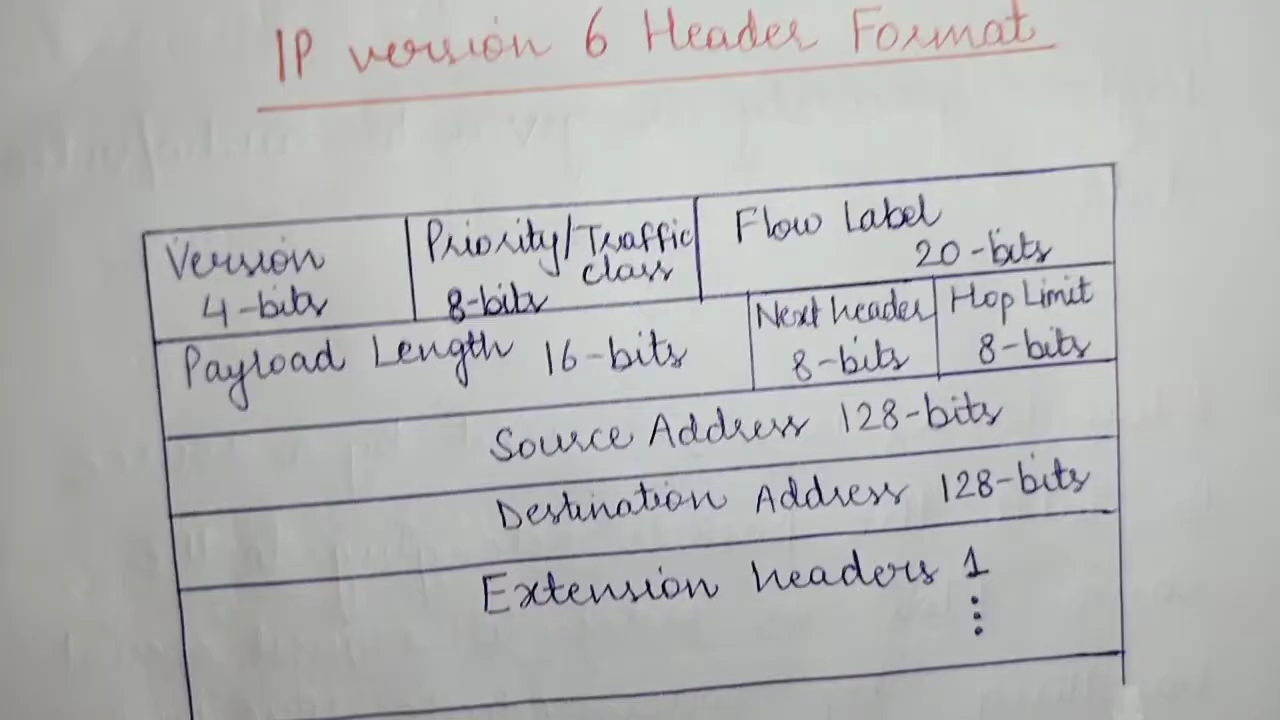 IP version 6 Header Format
Version
4-bits
Priority/Traffic
class
8-bits
Flow Label
20-bits
Payload Length 16-bits
Next header
8-bits
Hop Limit
8-bits
Source Address 128-bits
Destination Address 128-bits
Extension headers 1
⋮